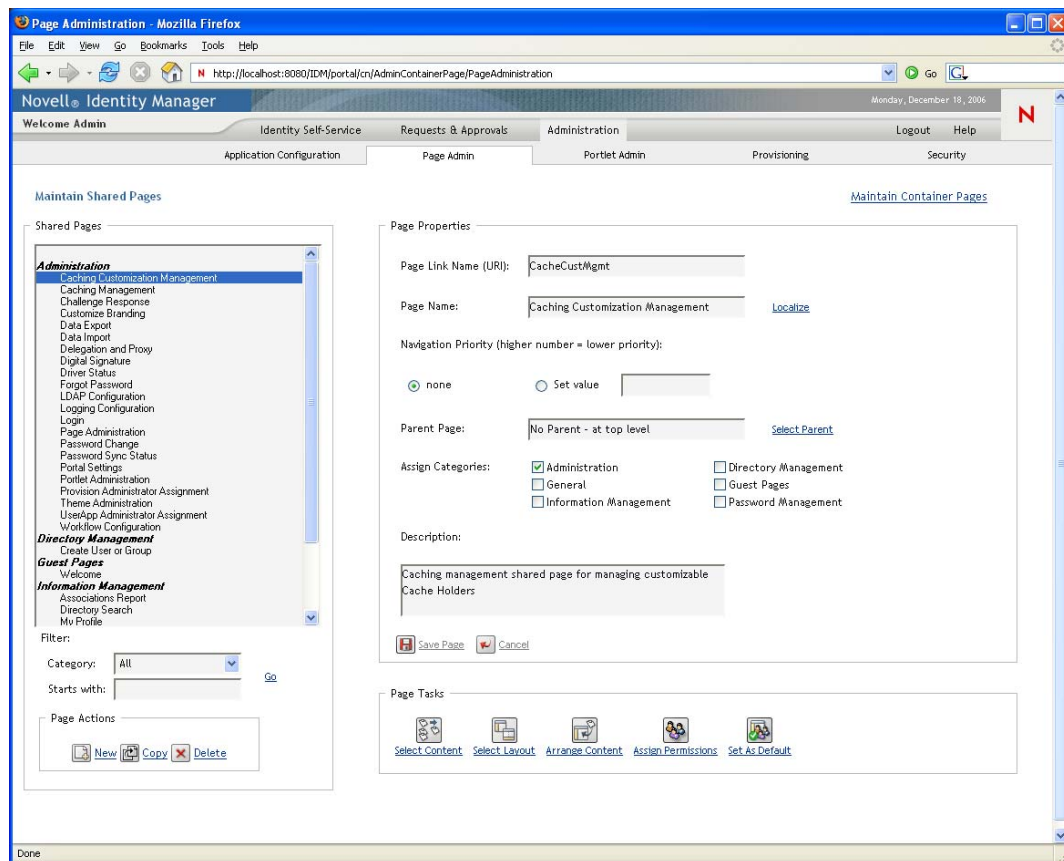 Page Administration - Mozilla Firefox
File Edit View Go Bookmarks Tools Help
N http://localhost:8080/IDM/portal/cn/AdminContainerPage/PageAdministration Go G
Novell® Identity Manager Monday, December 18, 2006
N
Welcome Admin Identity Self-Service Requests & Approvals Administration Logout Help
Application Configuration Page Admin Portlet Admin Provisioning Security
Maintain Shared Pages Maintain Container Pages
Shared Pages
Administration
Caching Customization Management
Caching Management
Challenge Response
Customize Branding
Data Export
Data Import
Delegation and Proxy
Digital Signature
Driver Status
Forgot Password
LDAP Configuration
Logging Configuration
Login
Page Administration
Password Change
Password Sync Status
Portal Settings
Portlet Administration
Provision Administrator Assignment
Theme Administration
UserApp Administrator Assignment
Workflow Configuration
Directory Management
Create User or Group
Guest Pages
Welcome
Information Management
Associations Report
Directory Search
My Profile
Filter:
Category: All
Go
Starts with:
Page Actions
New Copy Delete
Page Properties
Page Link Name (URI): CacheCustMgmt
Page Name: Caching Customization Management Localize
Navigation Priority (higher number = lower priority):
none Set value
Parent Page: No Parent - at top level Select Parent
Assign Categories: Administration Directory Management
General Guest Pages
Information Management Password Management
Description:
Caching management shared page for managing customizable
Cache Holders
Save Page Cancel
Page Tasks
Select Content Select Layout Arrange Content Assign Permissions Set As Default
Done